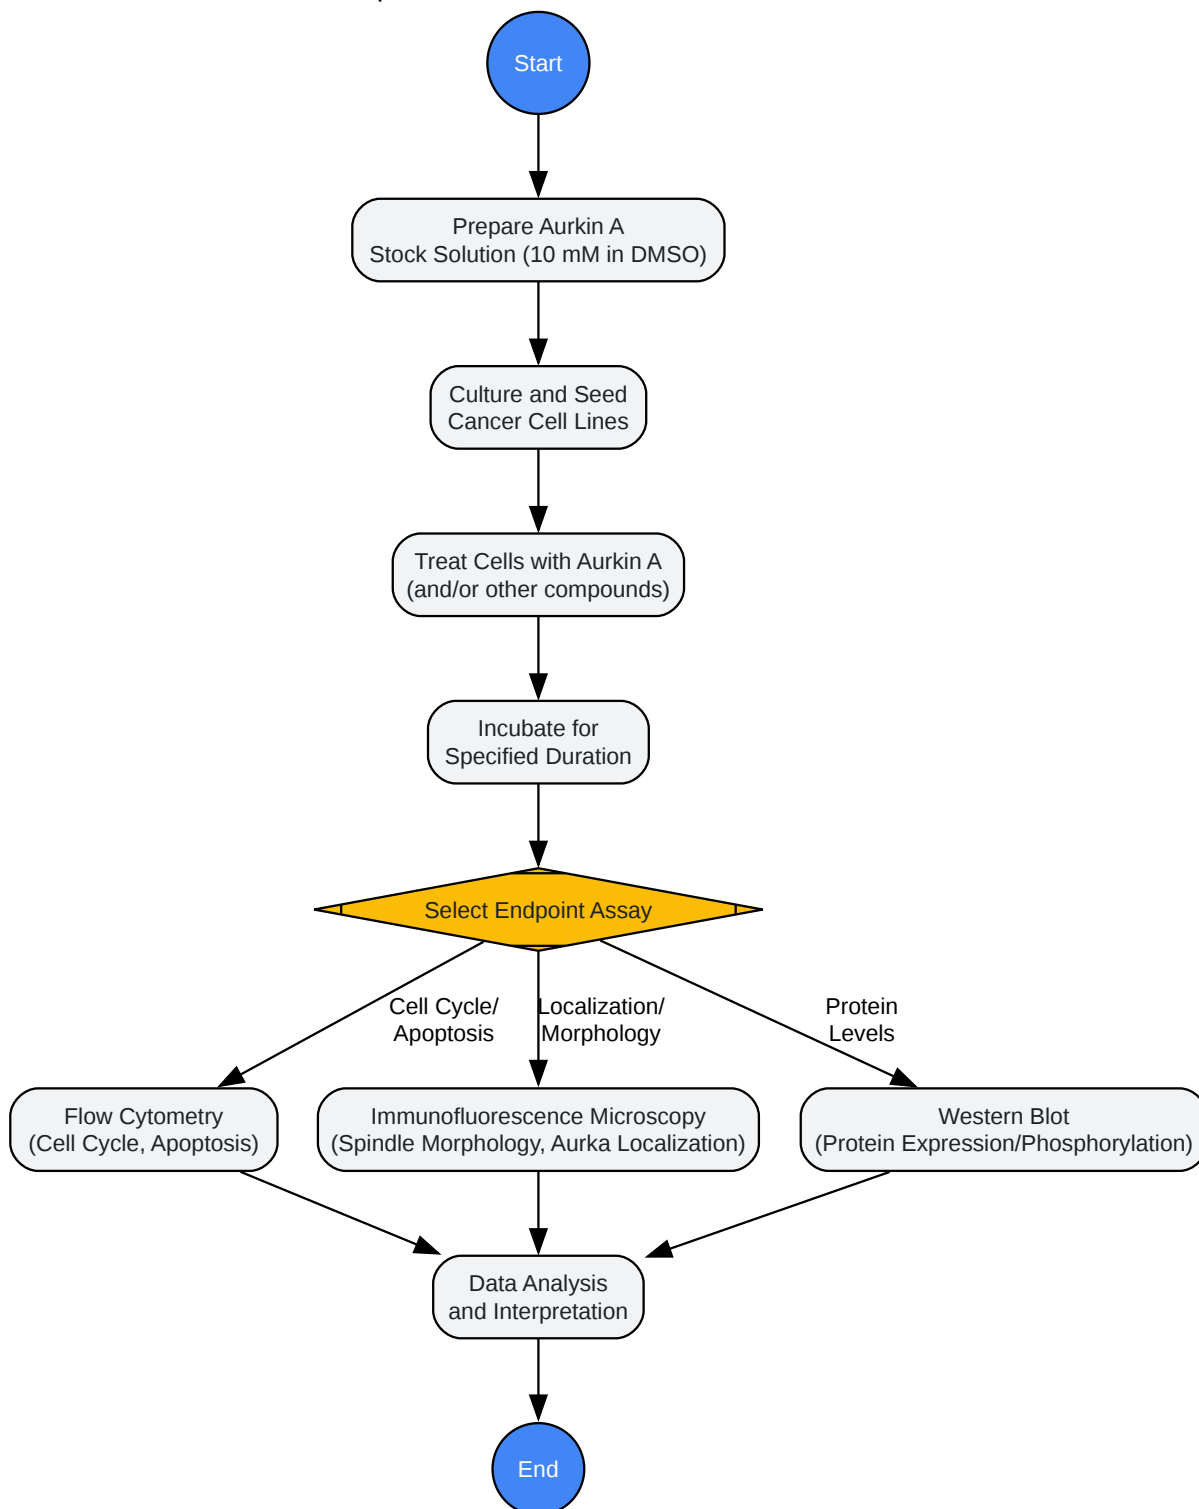 Start
Prepare Aurkin A
Stock Solution (10 mM in DMSO)
Culture and Seed
Cancer Cell Lines
Treat Cells with Aurkin A
(and/or other compounds)
Incubate for
Specified Duration
Select Endpoint Assay
Cell Cycle/
Apoptosis
Localization/
Morphology
Protein
Levels
Flow Cytometry
(Cell Cycle, Apoptosis)
Immunofluorescence Microscopy
(Spindle Morphology, Aurka Localization)
Western Blot
(Protein Expression/Phosphorylation)
Data Analysis
and Interpretation
End